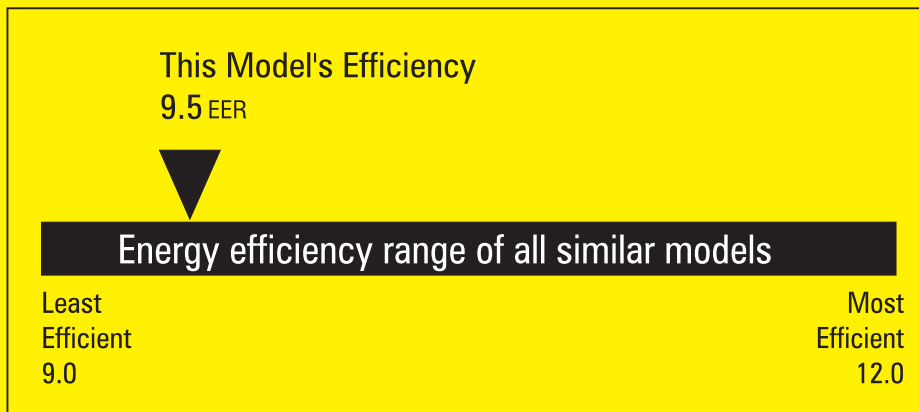 This Model's Efficiency
9.5 EER
Energy efficiency range of all similar models
Least
Efficient
9.0
Most
Efficient
12.0